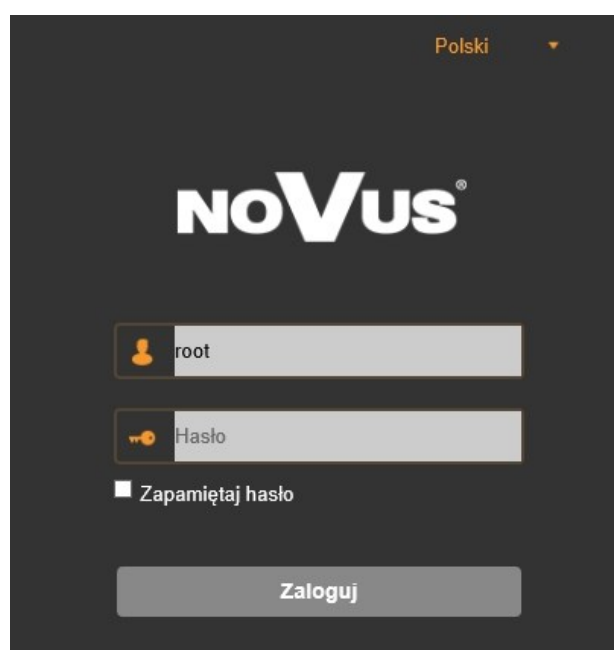 Polski
NOVUS®
root
Hasło
Zapamiętaj hasło
Zaloguj